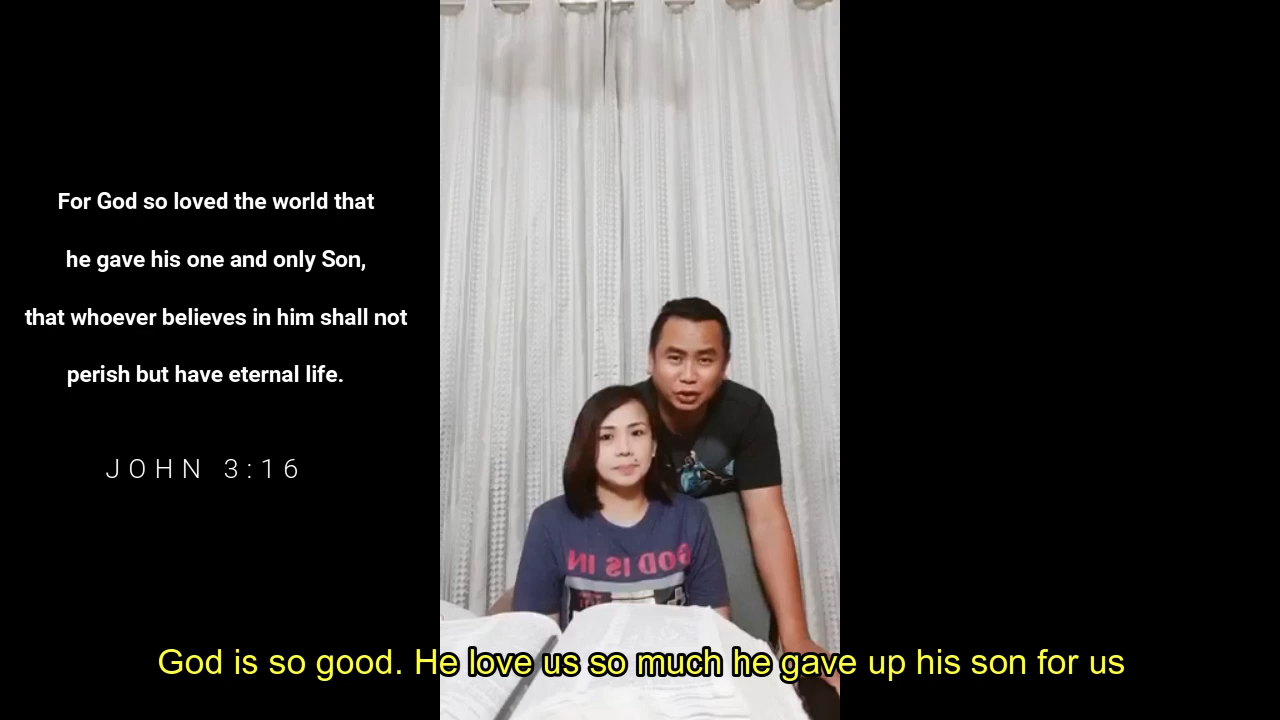 For God so loved the world that
he gave his one and only Son,
that whoever believes in him shall not
perish but have eternal life.
JOHN 3:16
GOD IS IN
God is so good. He love us so much he gave up his son for us